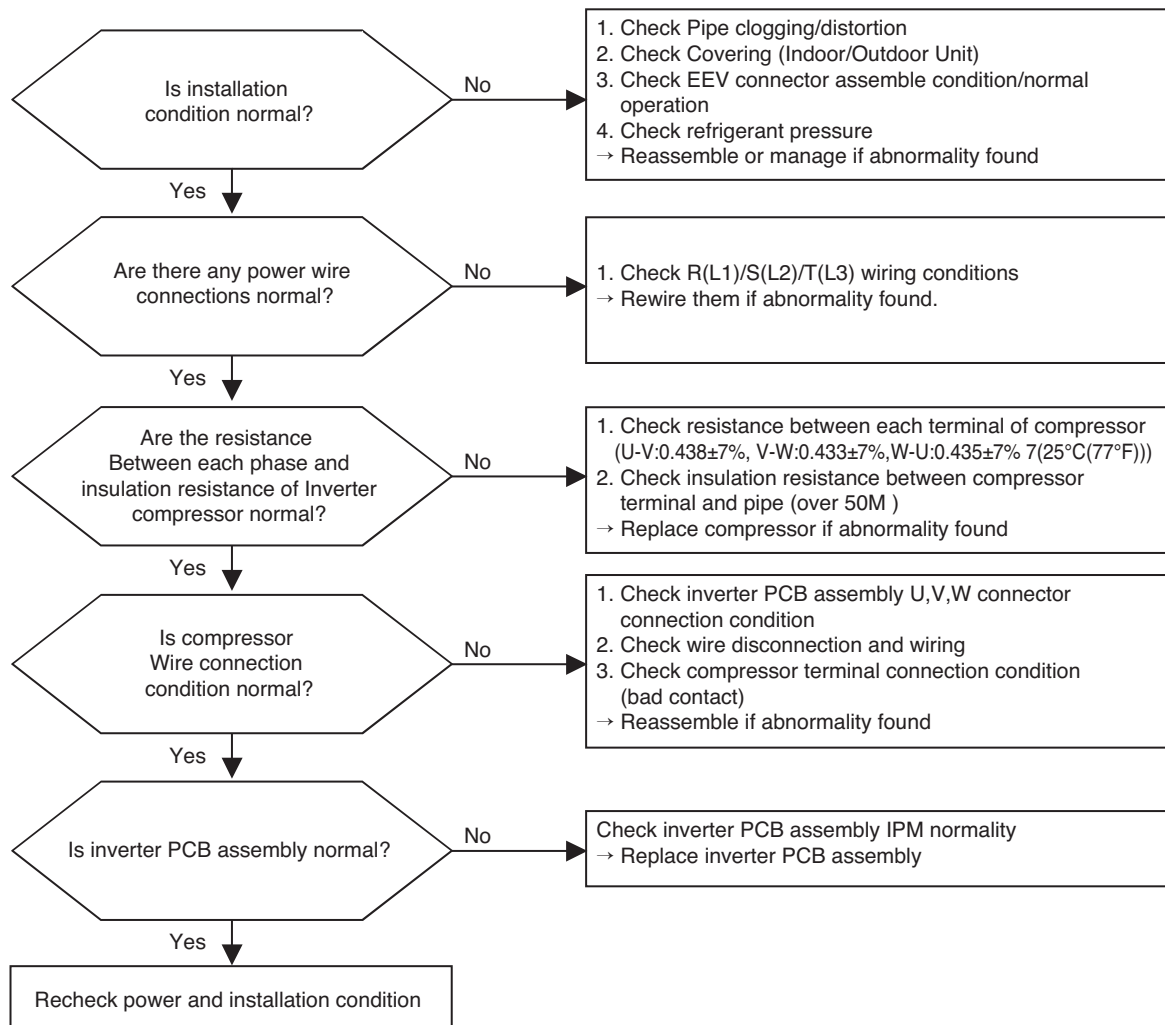 Is installation
condition normal?
No
1. Check Pipe clogging/distortion
2. Check Covering (Indoor/Outdoor Unit)
3. Check EEV connector assemble condition/normal
operation
4. Check refrigerant pressure
→ Reassemble or manage if abnormality found
Yes
Are there any power wire
connections normal?
No
1. Check R(L1)/S(L2)/T(L3) wiring conditions
→ Rewire them if abnormality found.
Yes
Are the resistance
Between each phase and
insulation resistance of Inverter
compressor normal?
No
1. Check resistance between each terminal of compressor
(U-V:0.438±7%, V-W:0.433±7%,W-U:0.435±7% 7(25°C(77°F)))
2. Check insulation resistance between compressor
terminal and pipe (over 50M )
→ Replace compressor if abnormality found
Yes
Is compressor
Wire connection
condition normal?
No
1. Check inverter PCB assembly U,V,W connector
connection condition
2. Check wire disconnection and wiring
3. Check compressor terminal connection condition
(bad contact)
→ Reassemble if abnormality found
Yes
Is inverter PCB assembly normal?
No
Check inverter PCB assembly IPM normality
→ Replace inverter PCB assembly
Yes
Recheck power and installation condition